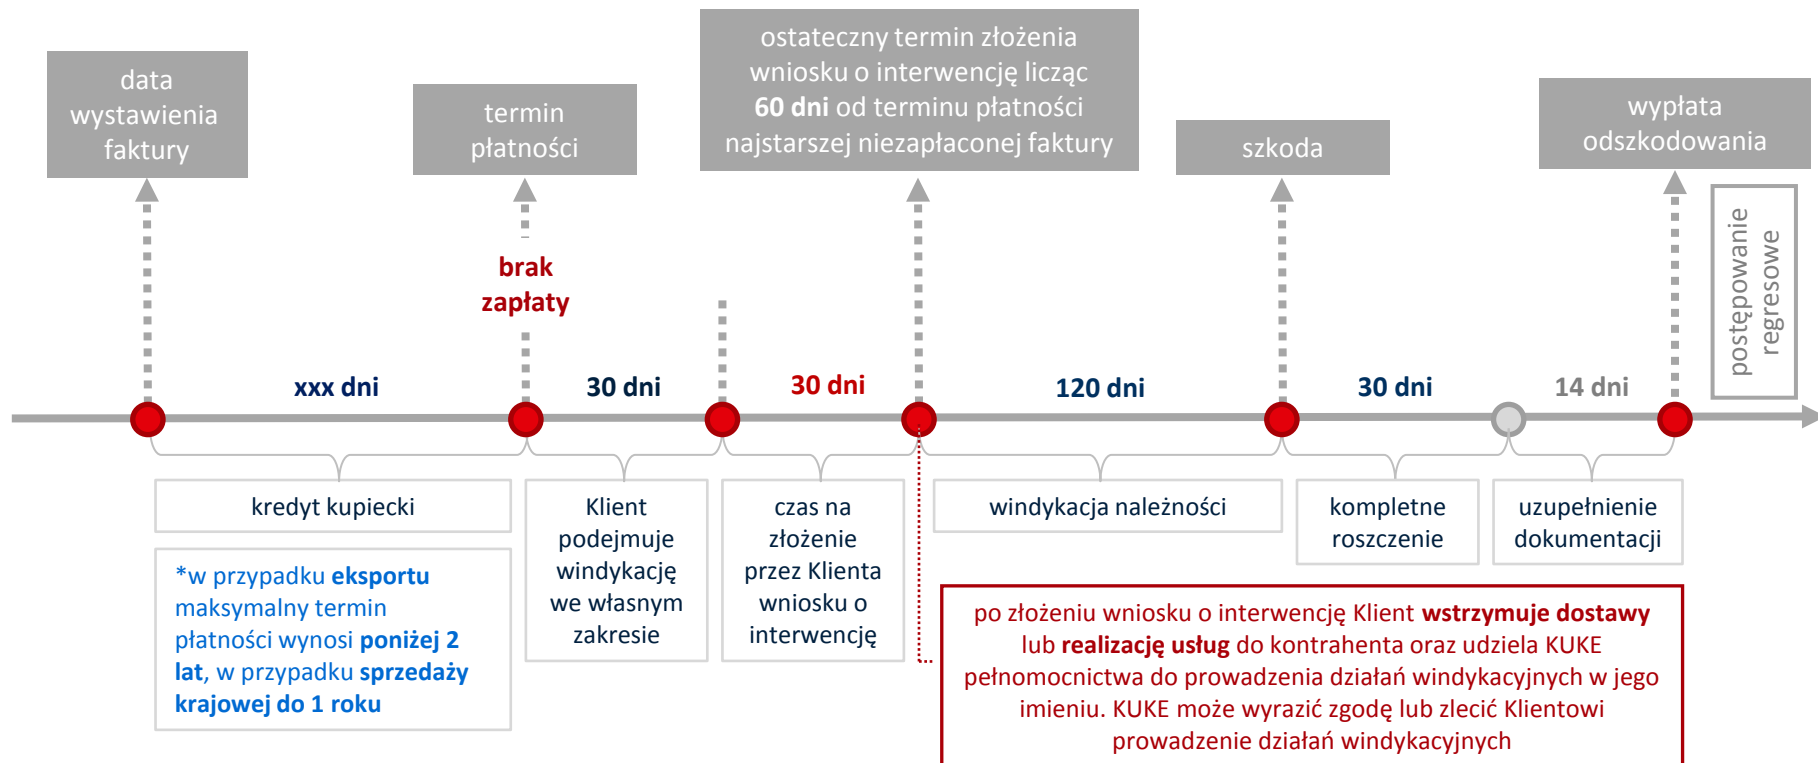 data
wystawienia
faktury
termin
płatności
ostateczny termin złożenia
wniosku o interwencję licząc
60 dni od terminu płatności
najstarszej niezapłaconej faktury
szkoda
wypłata
odszkodowania
postępowanie
regresowe
brak
zapłaty
xxx dni
30 dni
30 dni
120 dni
30 dni
14 dni
kredyt kupiecki
*w przypadku eksportu
maksymalny termin
płatności wynosi poniżej 2
lat, w przypadku sprzedaży
krajowej do 1 roku
Klient
podejmuje
windykację
we własnym
zakresie
czas na
złożenie
przez Klienta
wniosku o
interwencję
windykacja należności
kompletne
roszczenie
uzupełnienie
dokumentacji
po złożeniu wniosku o interwencję Klient wstrzymuje dostawy
lub realizację usług do kontrahenta oraz udziela KUKE
pełnomocnictwa do prowadzenia działań windykacyjnych w jego
imieniu. KUKE może wyrazić zgodę lub zlecić Klientowi
prowadzenie działań windykacyjnych